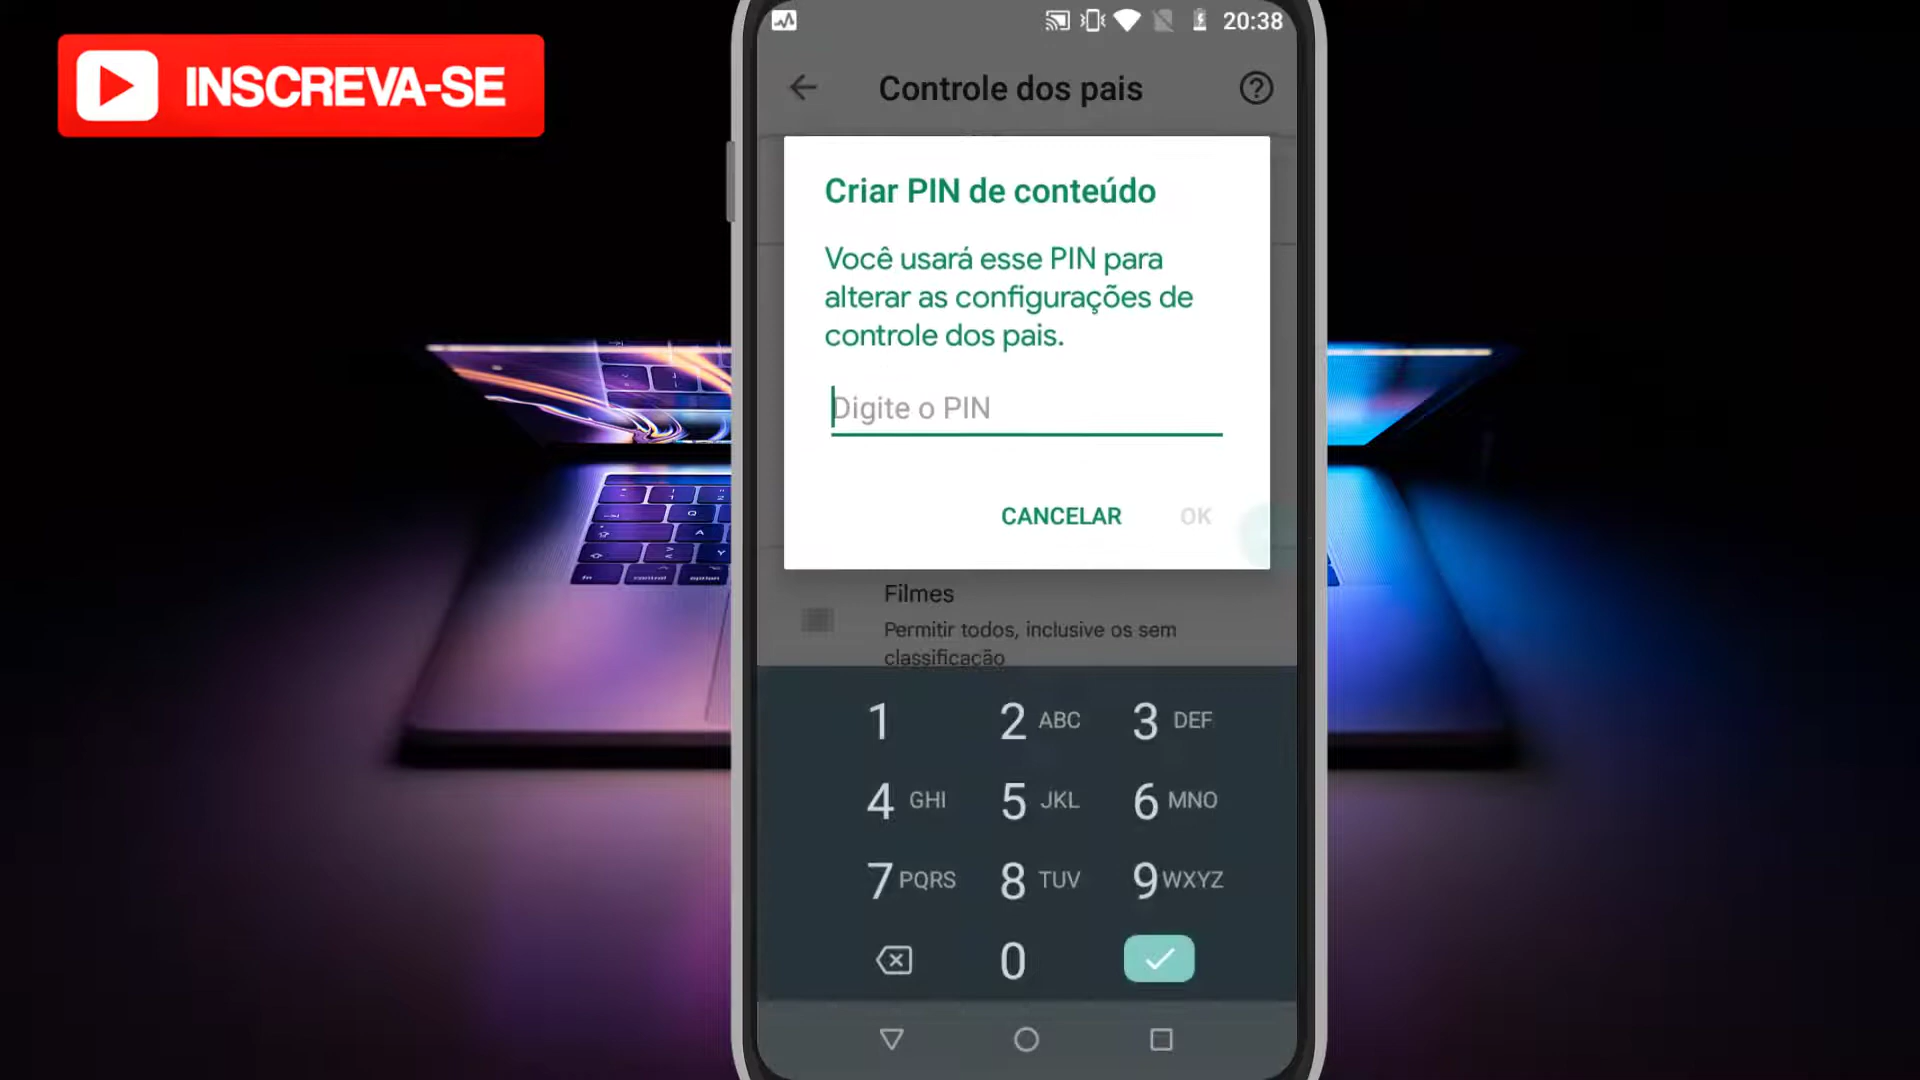 INSCREVA-SE
20:38
Controle dos pais
Criar PIN de conteúdo
Você usará esse PIN para
alterar as configurações de
controle dos pais.
Digite o PIN
CANCELAR OK
Filmes
Permitir todos, inclusive os sem
classificação
1 2 ABC 3 DEF
4 GHI 5 JKL 6 MNO
7 PQRS 8 TUV 9 WXYZ
0